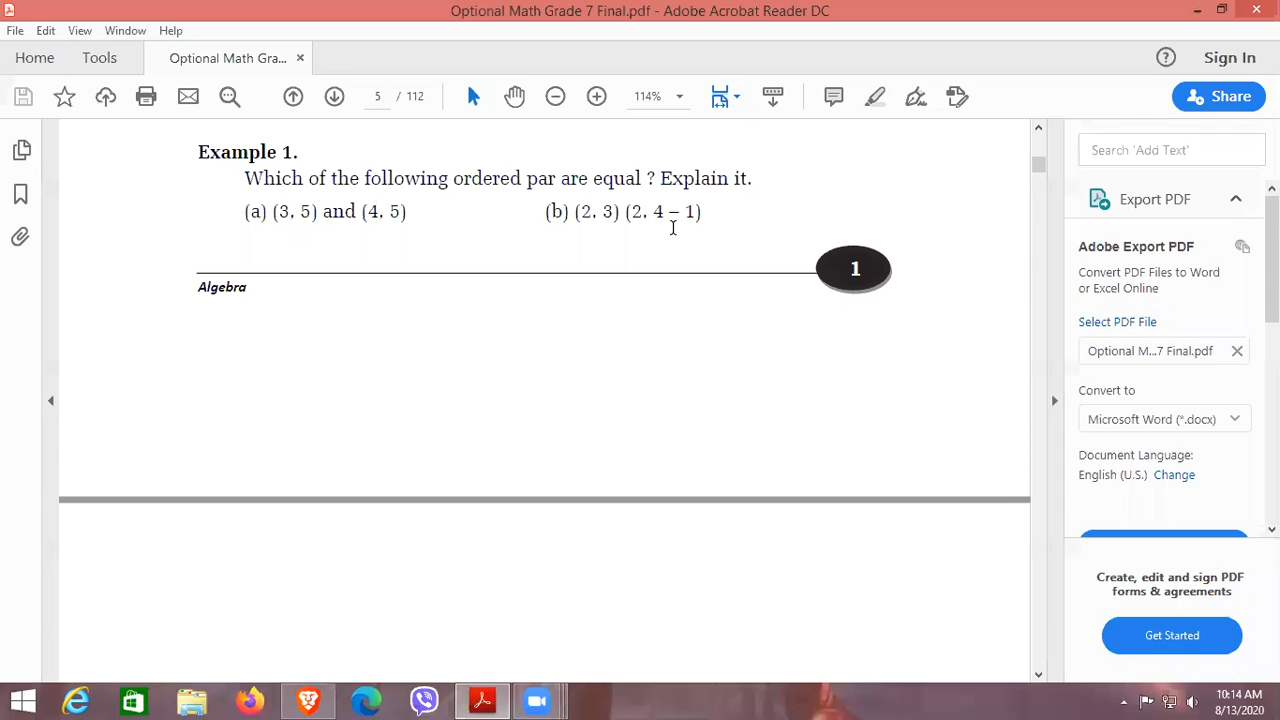 Optional Math Grade 7 Final.pdf - Adobe Acrobat Reader DC
File Edit View Window Help
Home Tools Optional Math Gra... × Sign In
5 / 112 114% Share
Example 1.
Which of the following ordered par are equal ? Explain it.
(a) (3, 5) and (4, 5) (b) (2, 3) (2, 4 – 1)
1
Algebra
Search 'Add Text'
Export PDF
Adobe Export PDF
Convert PDF Files to Word
or Excel Online
Select PDF File
Optional M...7 Final.pdf
Convert to
Microsoft Word (*.docx)
Document Language:
English (U.S.) Change
Create, edit and sign PDF
forms & agreements
Get Started
10:14 AM
8/13/2020